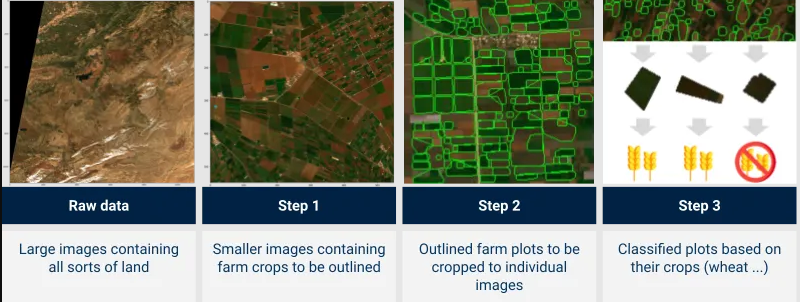 Raw data
Step 1
Step 2
Step 3
Large images containing
all sorts of land
Smaller images containing
farm crops to be outlined
Outlined farm plots to be
cropped to individual
images
Classified plots based on
their crops (wheat ...)